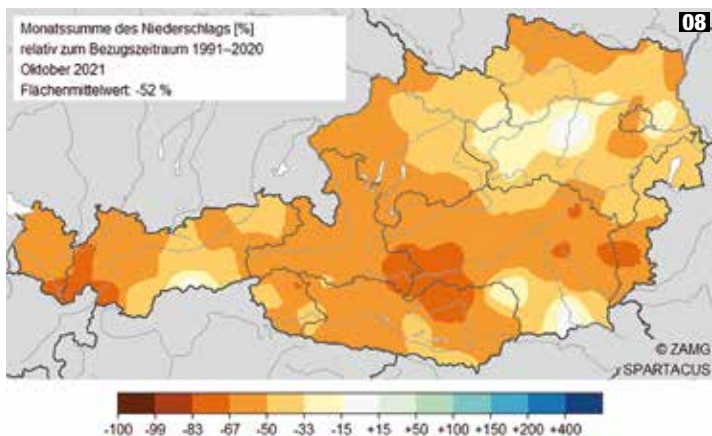 Monatssumme des Niederschlags [%]
08
relativ zum Bezugszeitraum 1991–2020
Oktober 2021
Flächenmittelwert: -52 %
© ZAMG
SPARTACUS
-100 -99 -83 -67 -50 -33 -15 +15 +50 +100 +150 +200 +400